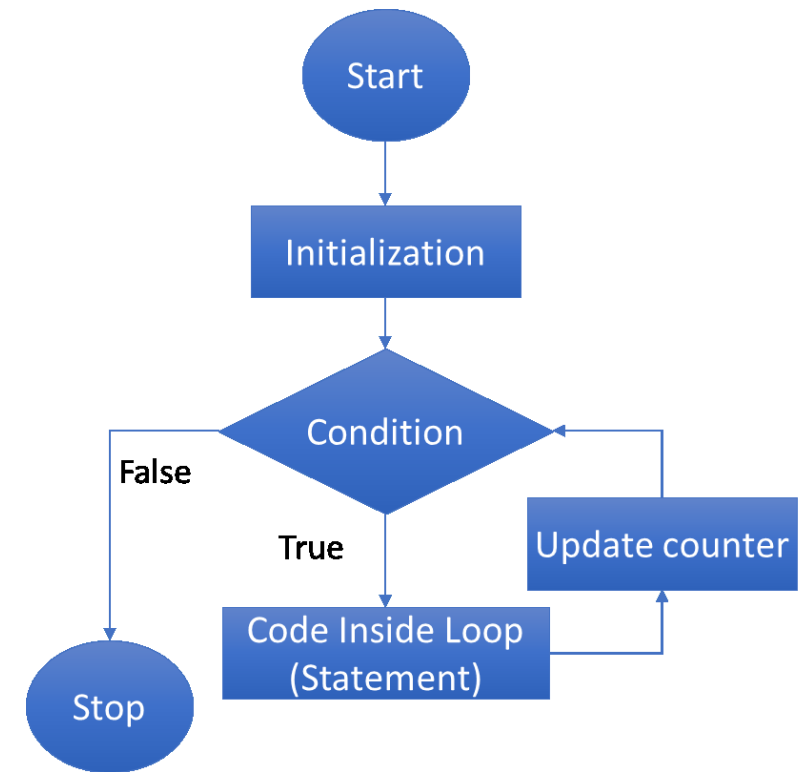 Start
Initialization
Condition
False
True
Update counter
Code Inside Loop
(Statement)
Stop